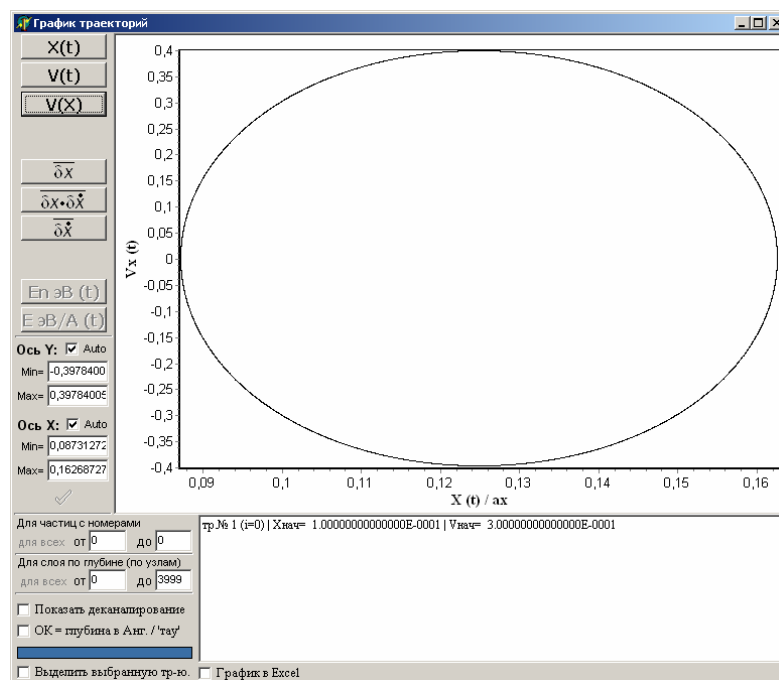 График траекторий
X(t)
V(t)
V(X)
δx
δx•δẋ
δẋ
En эВ (t)
E эВ/А (t)
Ось Y: Auto
Min= -0,3978400
Max= 0,39784005
Ось X: Auto
Min= 0,08731272
Max= 0,16268727
0,4
0,35
0,3
0,25
0,2
0,15
0,1
0,05
0
-0,05
-0,1
-0,15
-0,2
-0,25
-0,3
-0,35
-0,4
Vx (t)
0,09 0,1 0,11 0,12 0,13 0,14 0,15 0,16
X (t) / ax
Для частиц с номерами
для всех от 0 до 0
Для слоя по глубине (по узлам)
для всех от 0 до 3999
Показать деканалирование
OK = глубина в Анг. / 'тау'
Выделить выбранную тр-ю.
тр.№ 1 (i=0) | Xнач= 1.00000000000000E-0001 | Vнач= 3.00000000000000E-0001
График в Excel